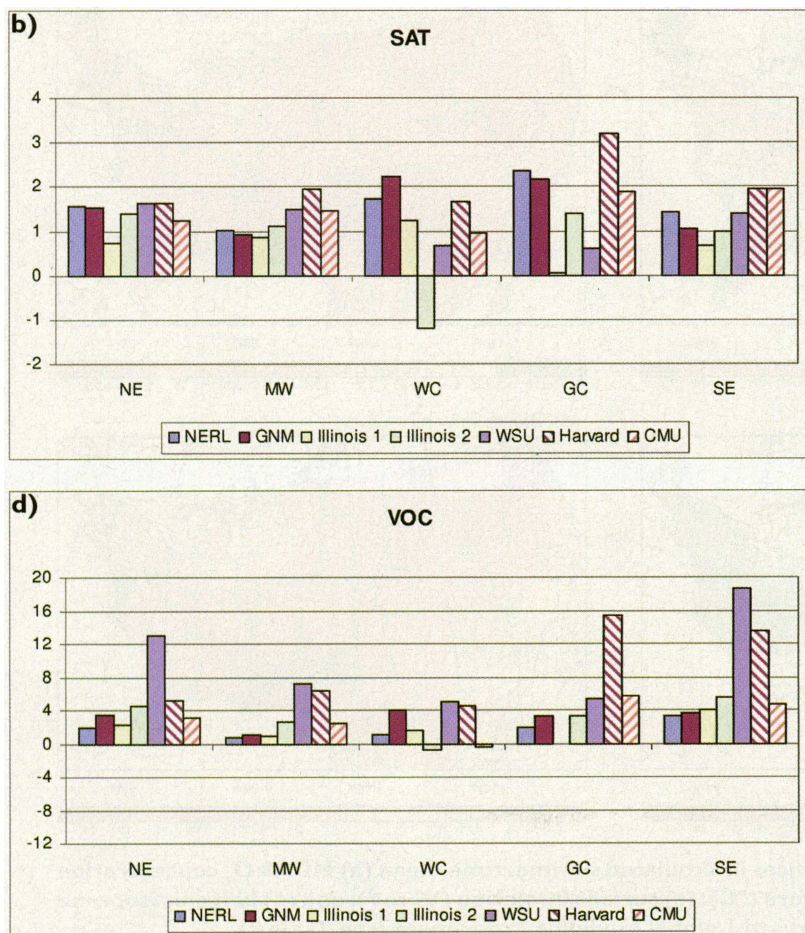 b)
SAT
4
3
2
1
0
-1
-2
NE MW WC GC SE
NERL GNM Illinois 1 Illinois 2 WSU Harvard CMU
d)
VOC
20
16
12
8
4
0
-4
-8
-12
NE MW WC GC SE
NERL GNM Illinois 1 Illinois 2 WSU Harvard CMU